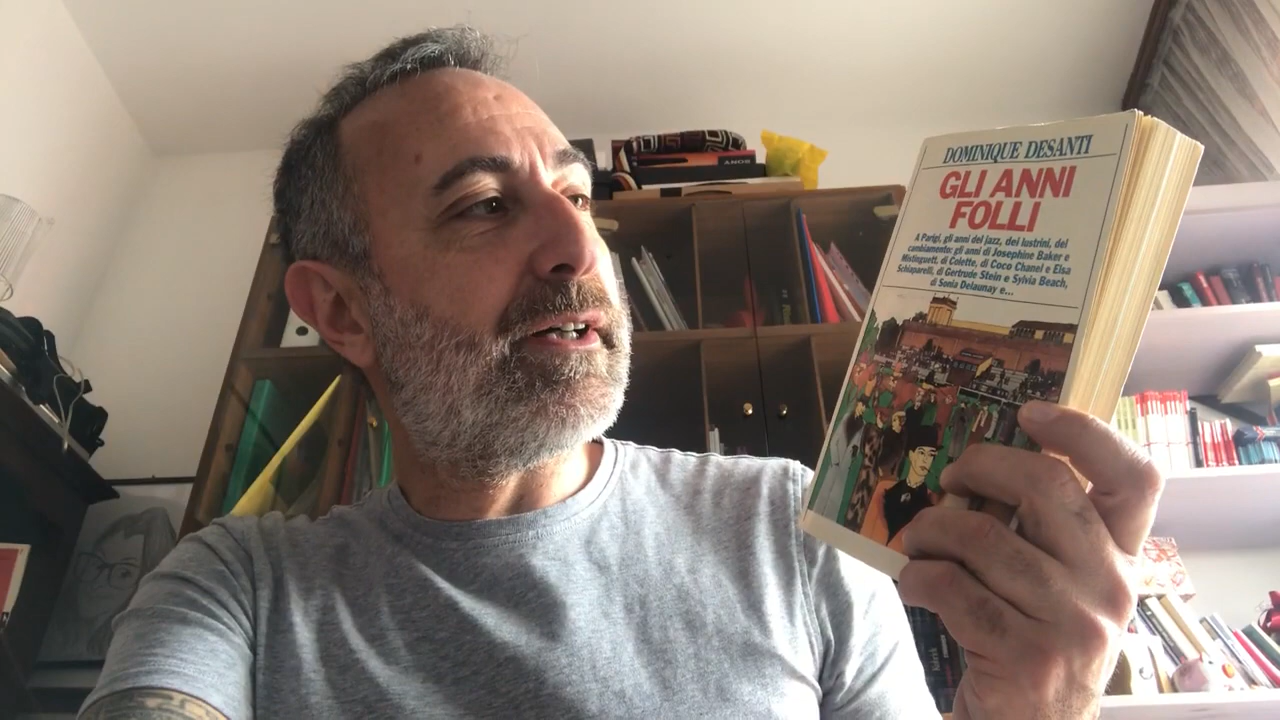 DOMINIQUE DESANTI
GLI ANNI
FOLLI
A Parigi, gli anni del jazz, dei lustrini, del
cambiamento: gli anni di Josephine Baker e
Mistinguett, di Colette, di Coco Chanel e Elsa
Schiaparelli, di Gertrude Stein e Sylvia Beach,
di Sonia Delaunay e...
SONY